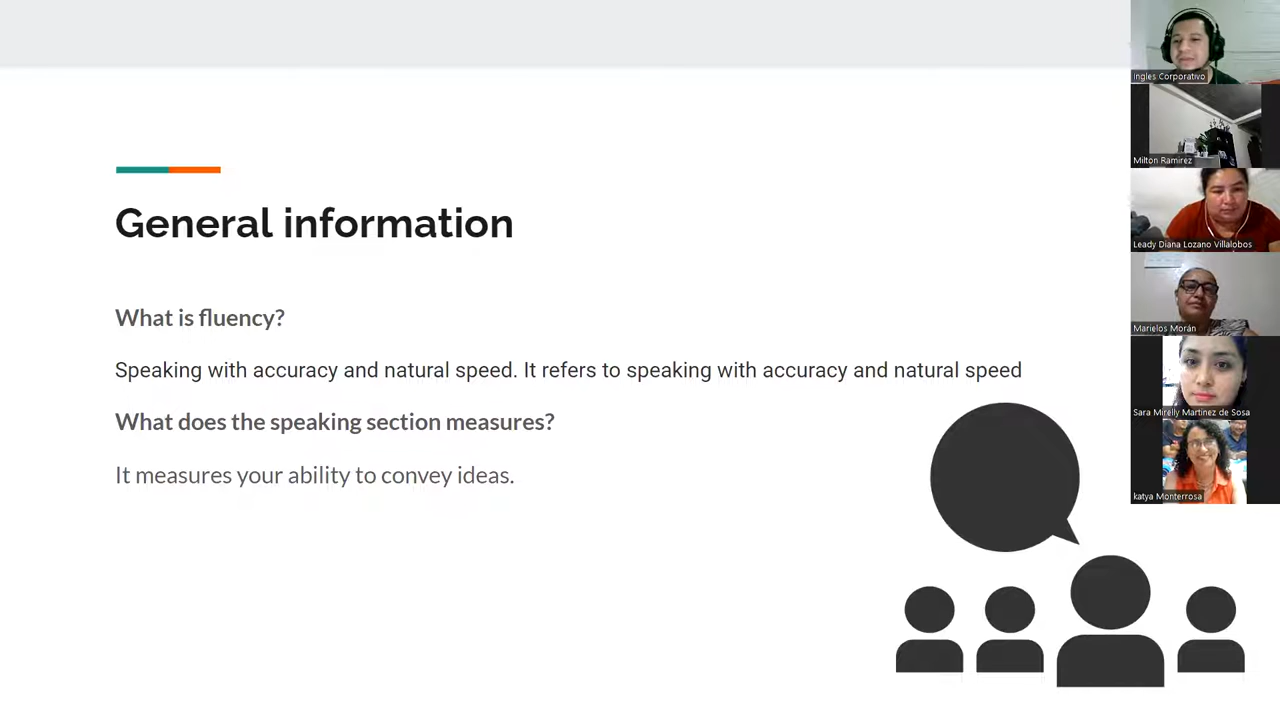 General information
What is fluency?
Speaking with accuracy and natural speed. It refers to speaking with accuracy and natural speed
What does the speaking section measures?
It measures your ability to convey ideas.
Ingles Corporativo
Milton Ramirez
Leady Diana Lozano Villalobos
Marielos Morán
Sara Mirelly Martinez de Sosa
katya Monterrosa